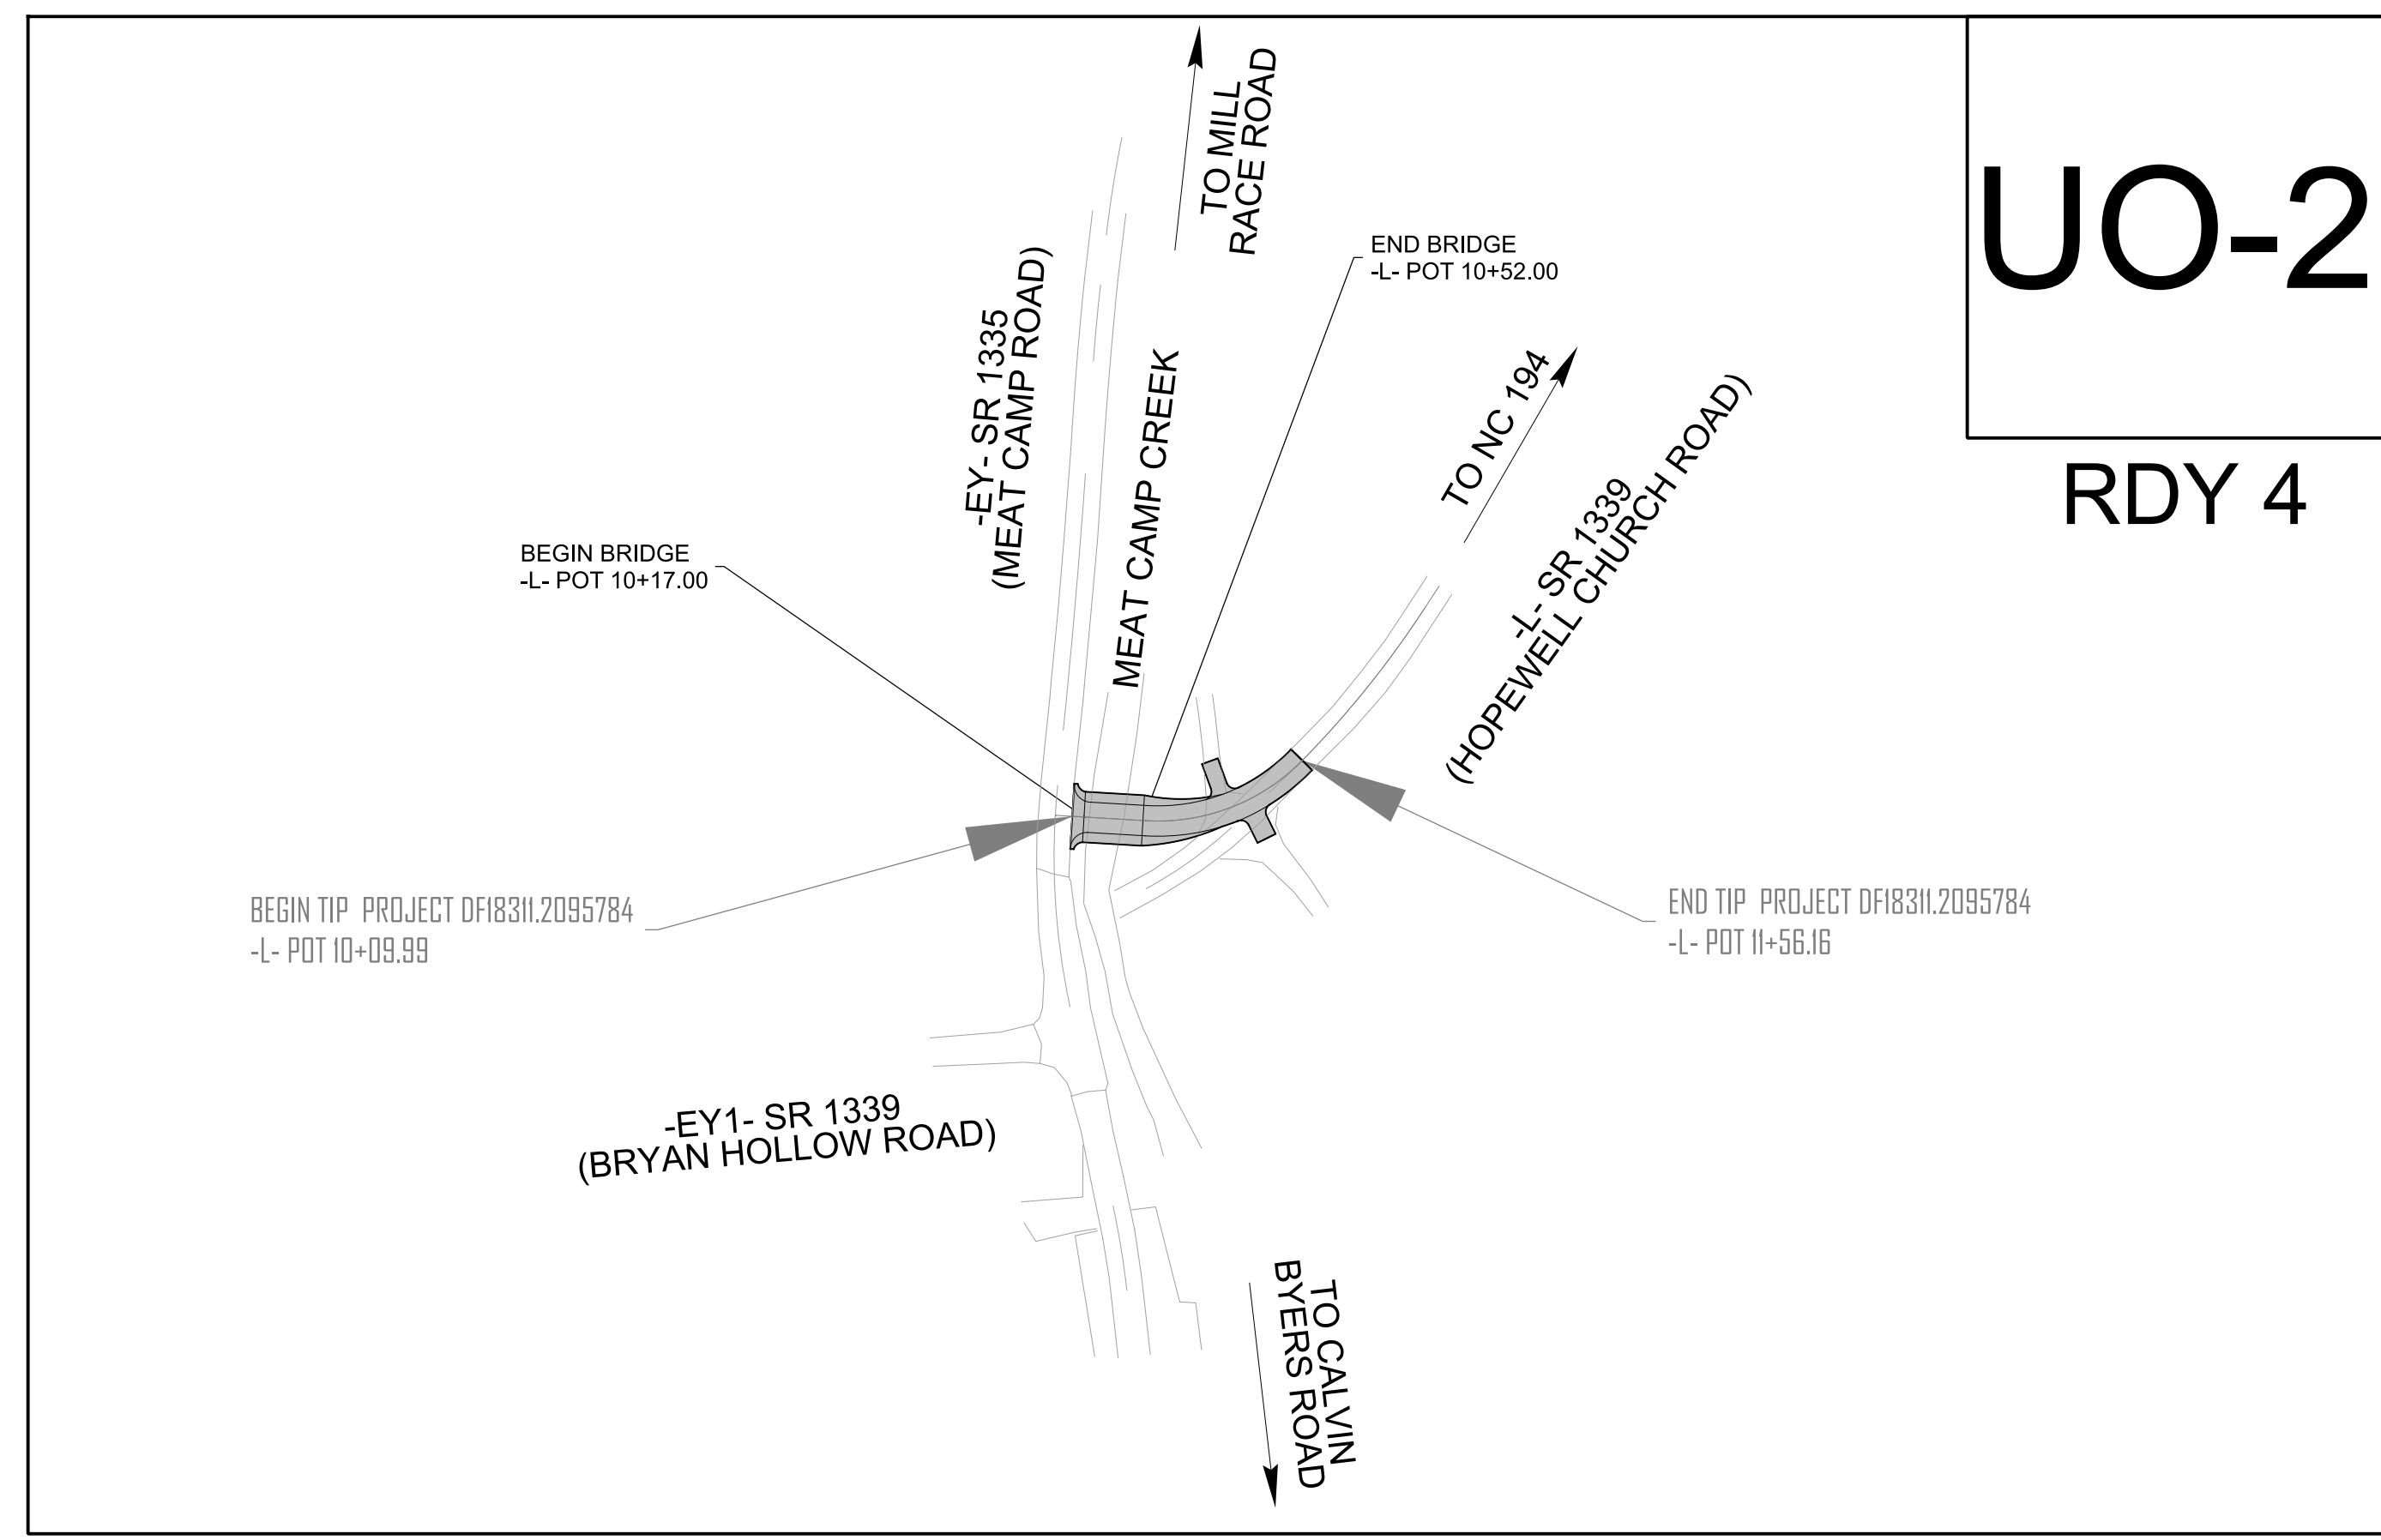 TO MILL
RACE ROAD
UO-2
RDY 4
END BRIDGE
-L- POT 10+52.00
-EY- SR 1335
(MEAT CAMP ROAD)
MEAT CAMP CREEK
TO NC 194
-L- SR 1339
(HOPEWELL CHURCH ROAD)
BEGIN BRIDGE
-L- POT 10+17.00
BEGIN TIP PROJECT DF18311.2095784
-L- POT 10+09.99
END TIP PROJECT DF18311.2095784
-L- POT 11+56.16
-EY1- SR 1339
(BRYAN HOLLOW ROAD)
TO CALVIN
BYERS ROAD